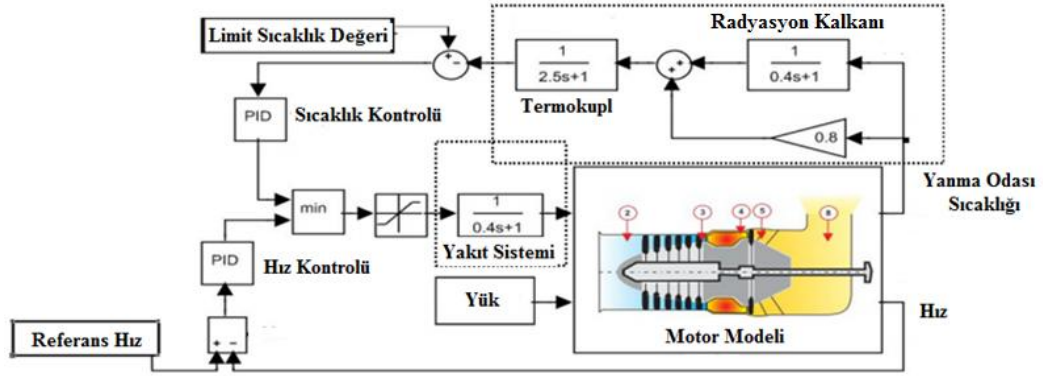 Radyasyon Kalkanı
Limit Sıcaklık Değeri
+
-
1
2.5s+1
Termokupl
+
+
1
0.4s+1
0.8
PID
Sıcaklık Kontrolü
min
1
0.4s+1
Yakıt Sistemi
Yanma Odası
Sıcaklığı
2
3
4
5
8
PID
Hız Kontrolü
Yük
Motor Modeli
Hız
Referans Hız
+
-